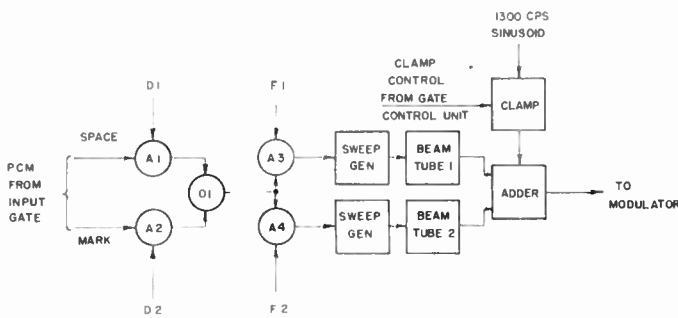 1300 CPS
SINUSOID
D1
F1
CLAMP
CONTROL
FROM GATE
CONTROL UNIT
CLAMP
SPACE
PCM
FROM
INPUT
GATE
A1
O1
A3
SWEEP
GEN
BEAM
TUBE 1
ADDER
TO
MODULATOR
A2
MARK
A4
SWEEP
GEN
BEAM
TUBE 2
D2
F2